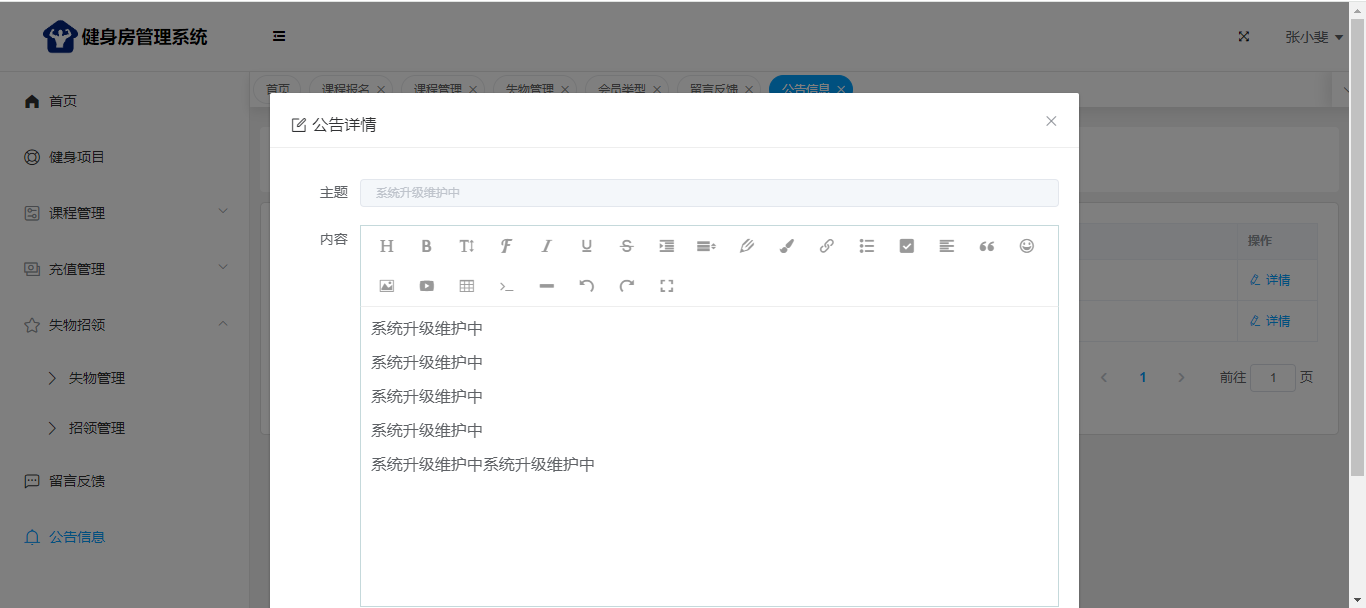 健身房管理系统
张小斐
首页
健身项目
课程管理
充值管理
失物招领
失物管理
招领管理
留言反馈
公告信息
首页 课程报名 课程管理 失物管理 会员类型 留言反馈 公告信息
公告详情
主题 系统升级维护中
内容
系统升级维护中
系统升级维护中
系统升级维护中
系统升级维护中
系统升级维护中系统升级维护中
操作
详情
详情
1 前往 1 页